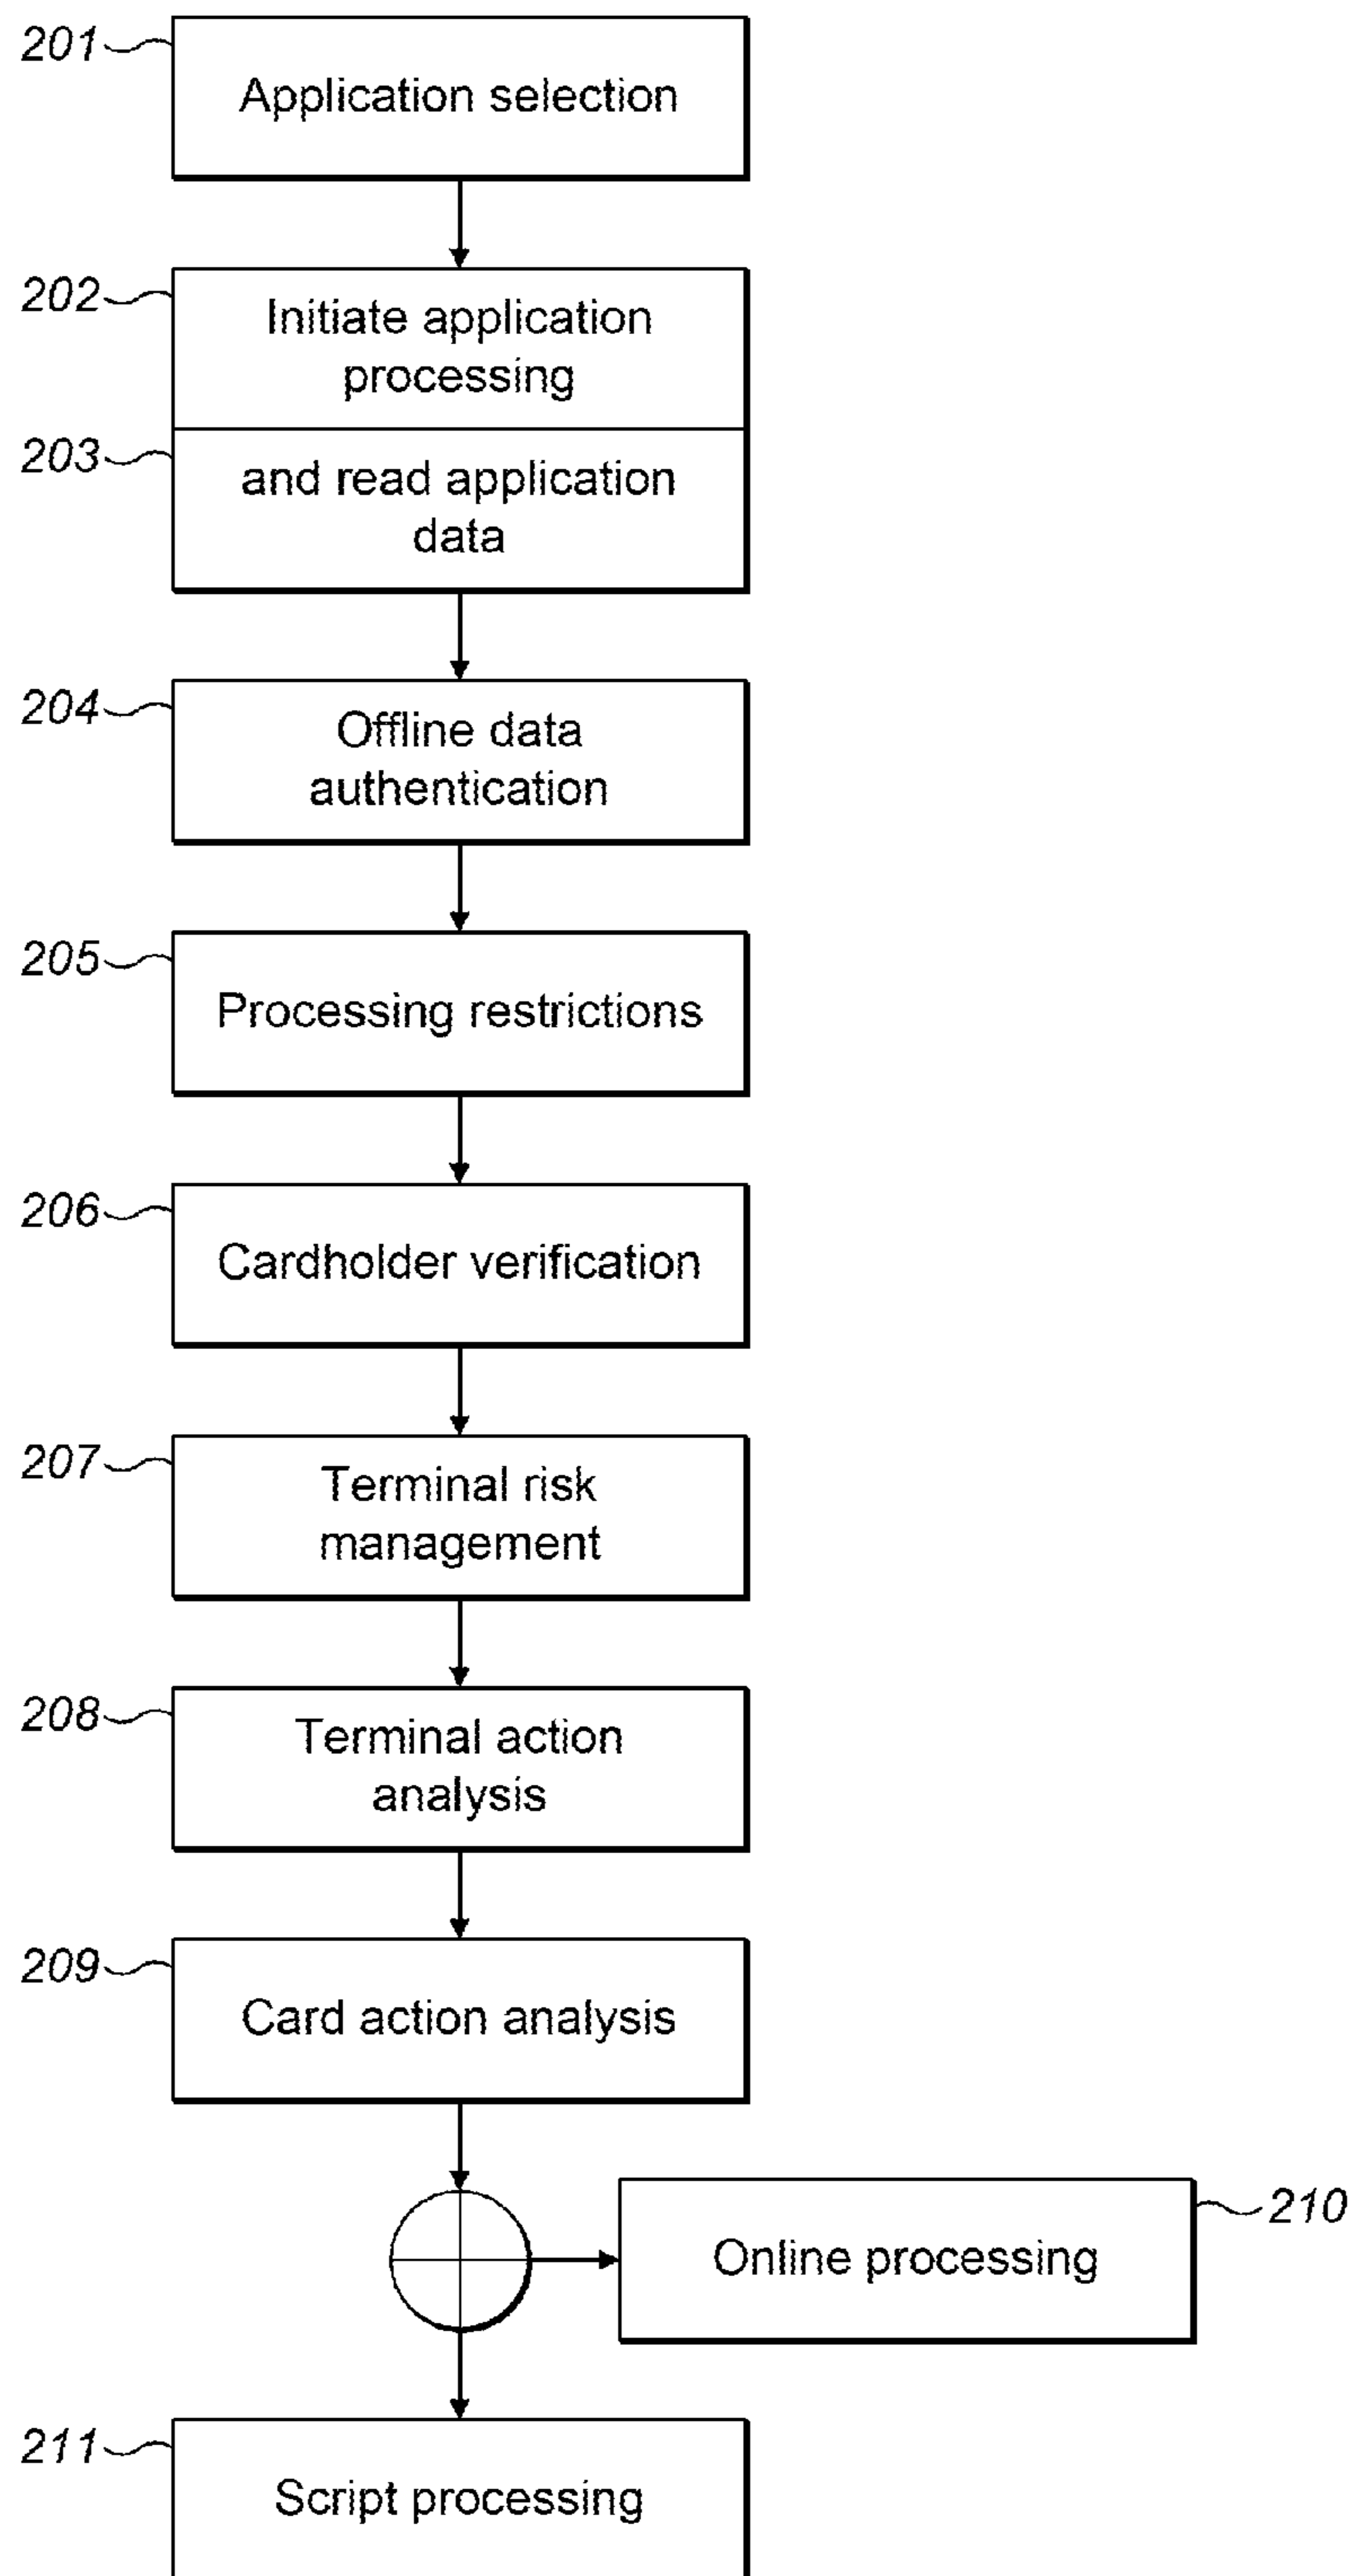 201
Application selection
202
Initiate application
processing
203
and read application
data
204
Offline data
authentication
205
Processing restrictions
206
Cardholder verification
207
Terminal risk
management
208
Terminal action
analysis
209
Card action analysis
210
Online processing
211
Script processing